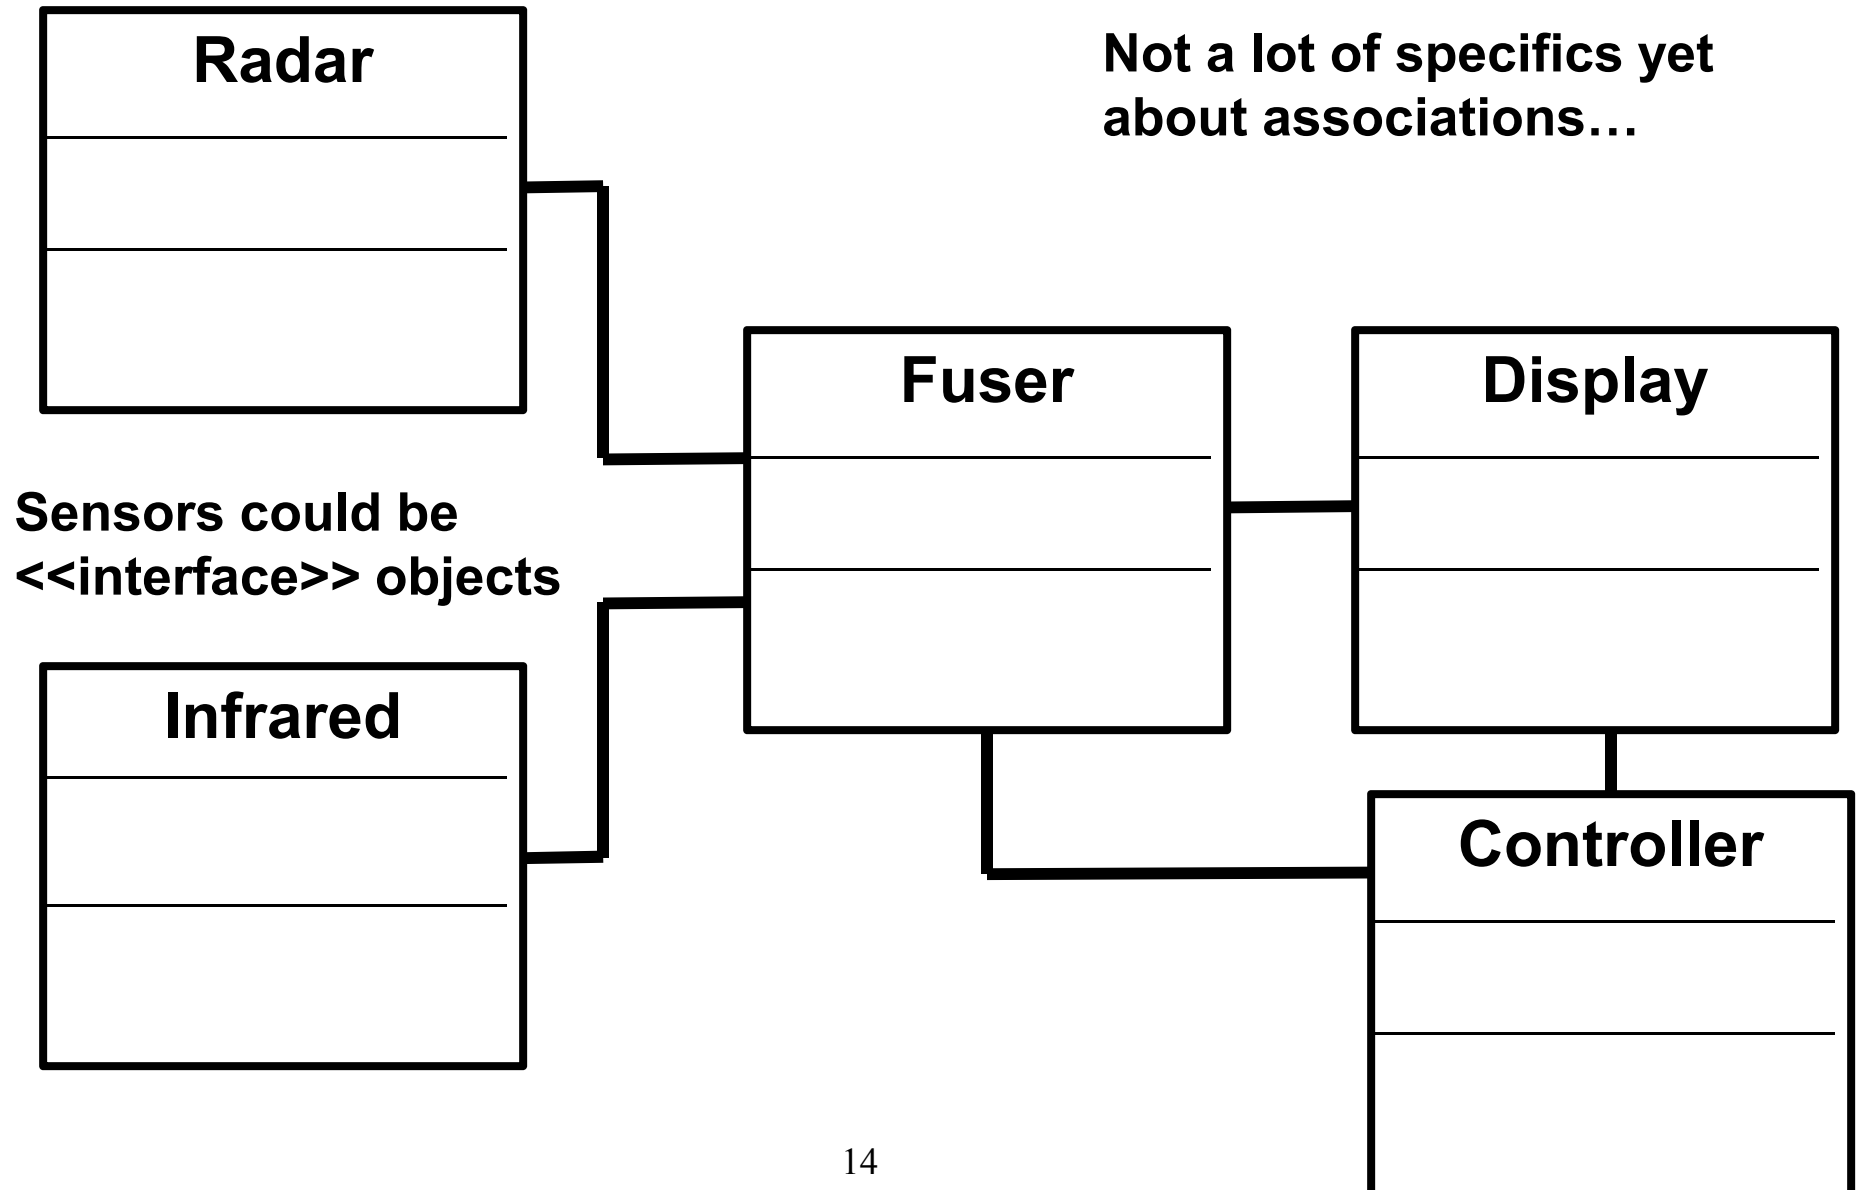 Radar
Not a lot of specifics yet
about associations…
Fuser
Display
Sensors could be
<<interface>> objects
Infrared
Controller
14